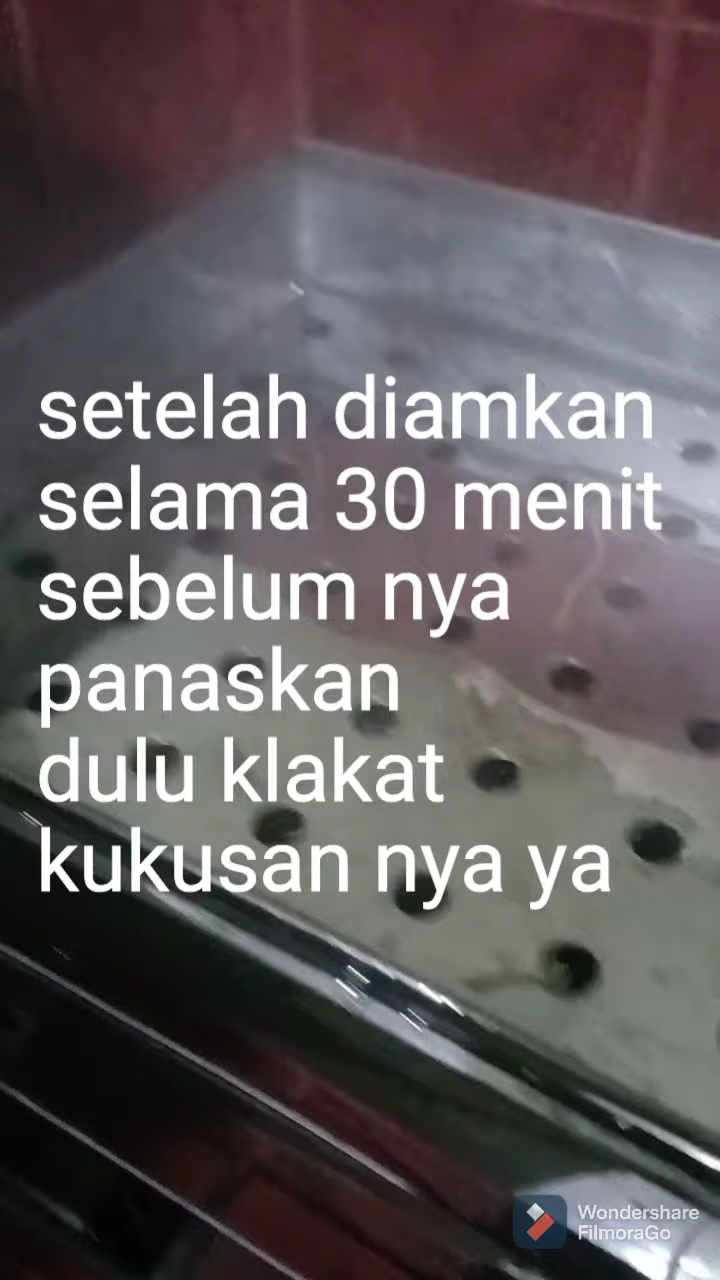 setelah diamkan
selama 30 menit
sebelum nya
panaskan
dulu klakat
kukusan nya ya
Wondershare
FilmoraGo